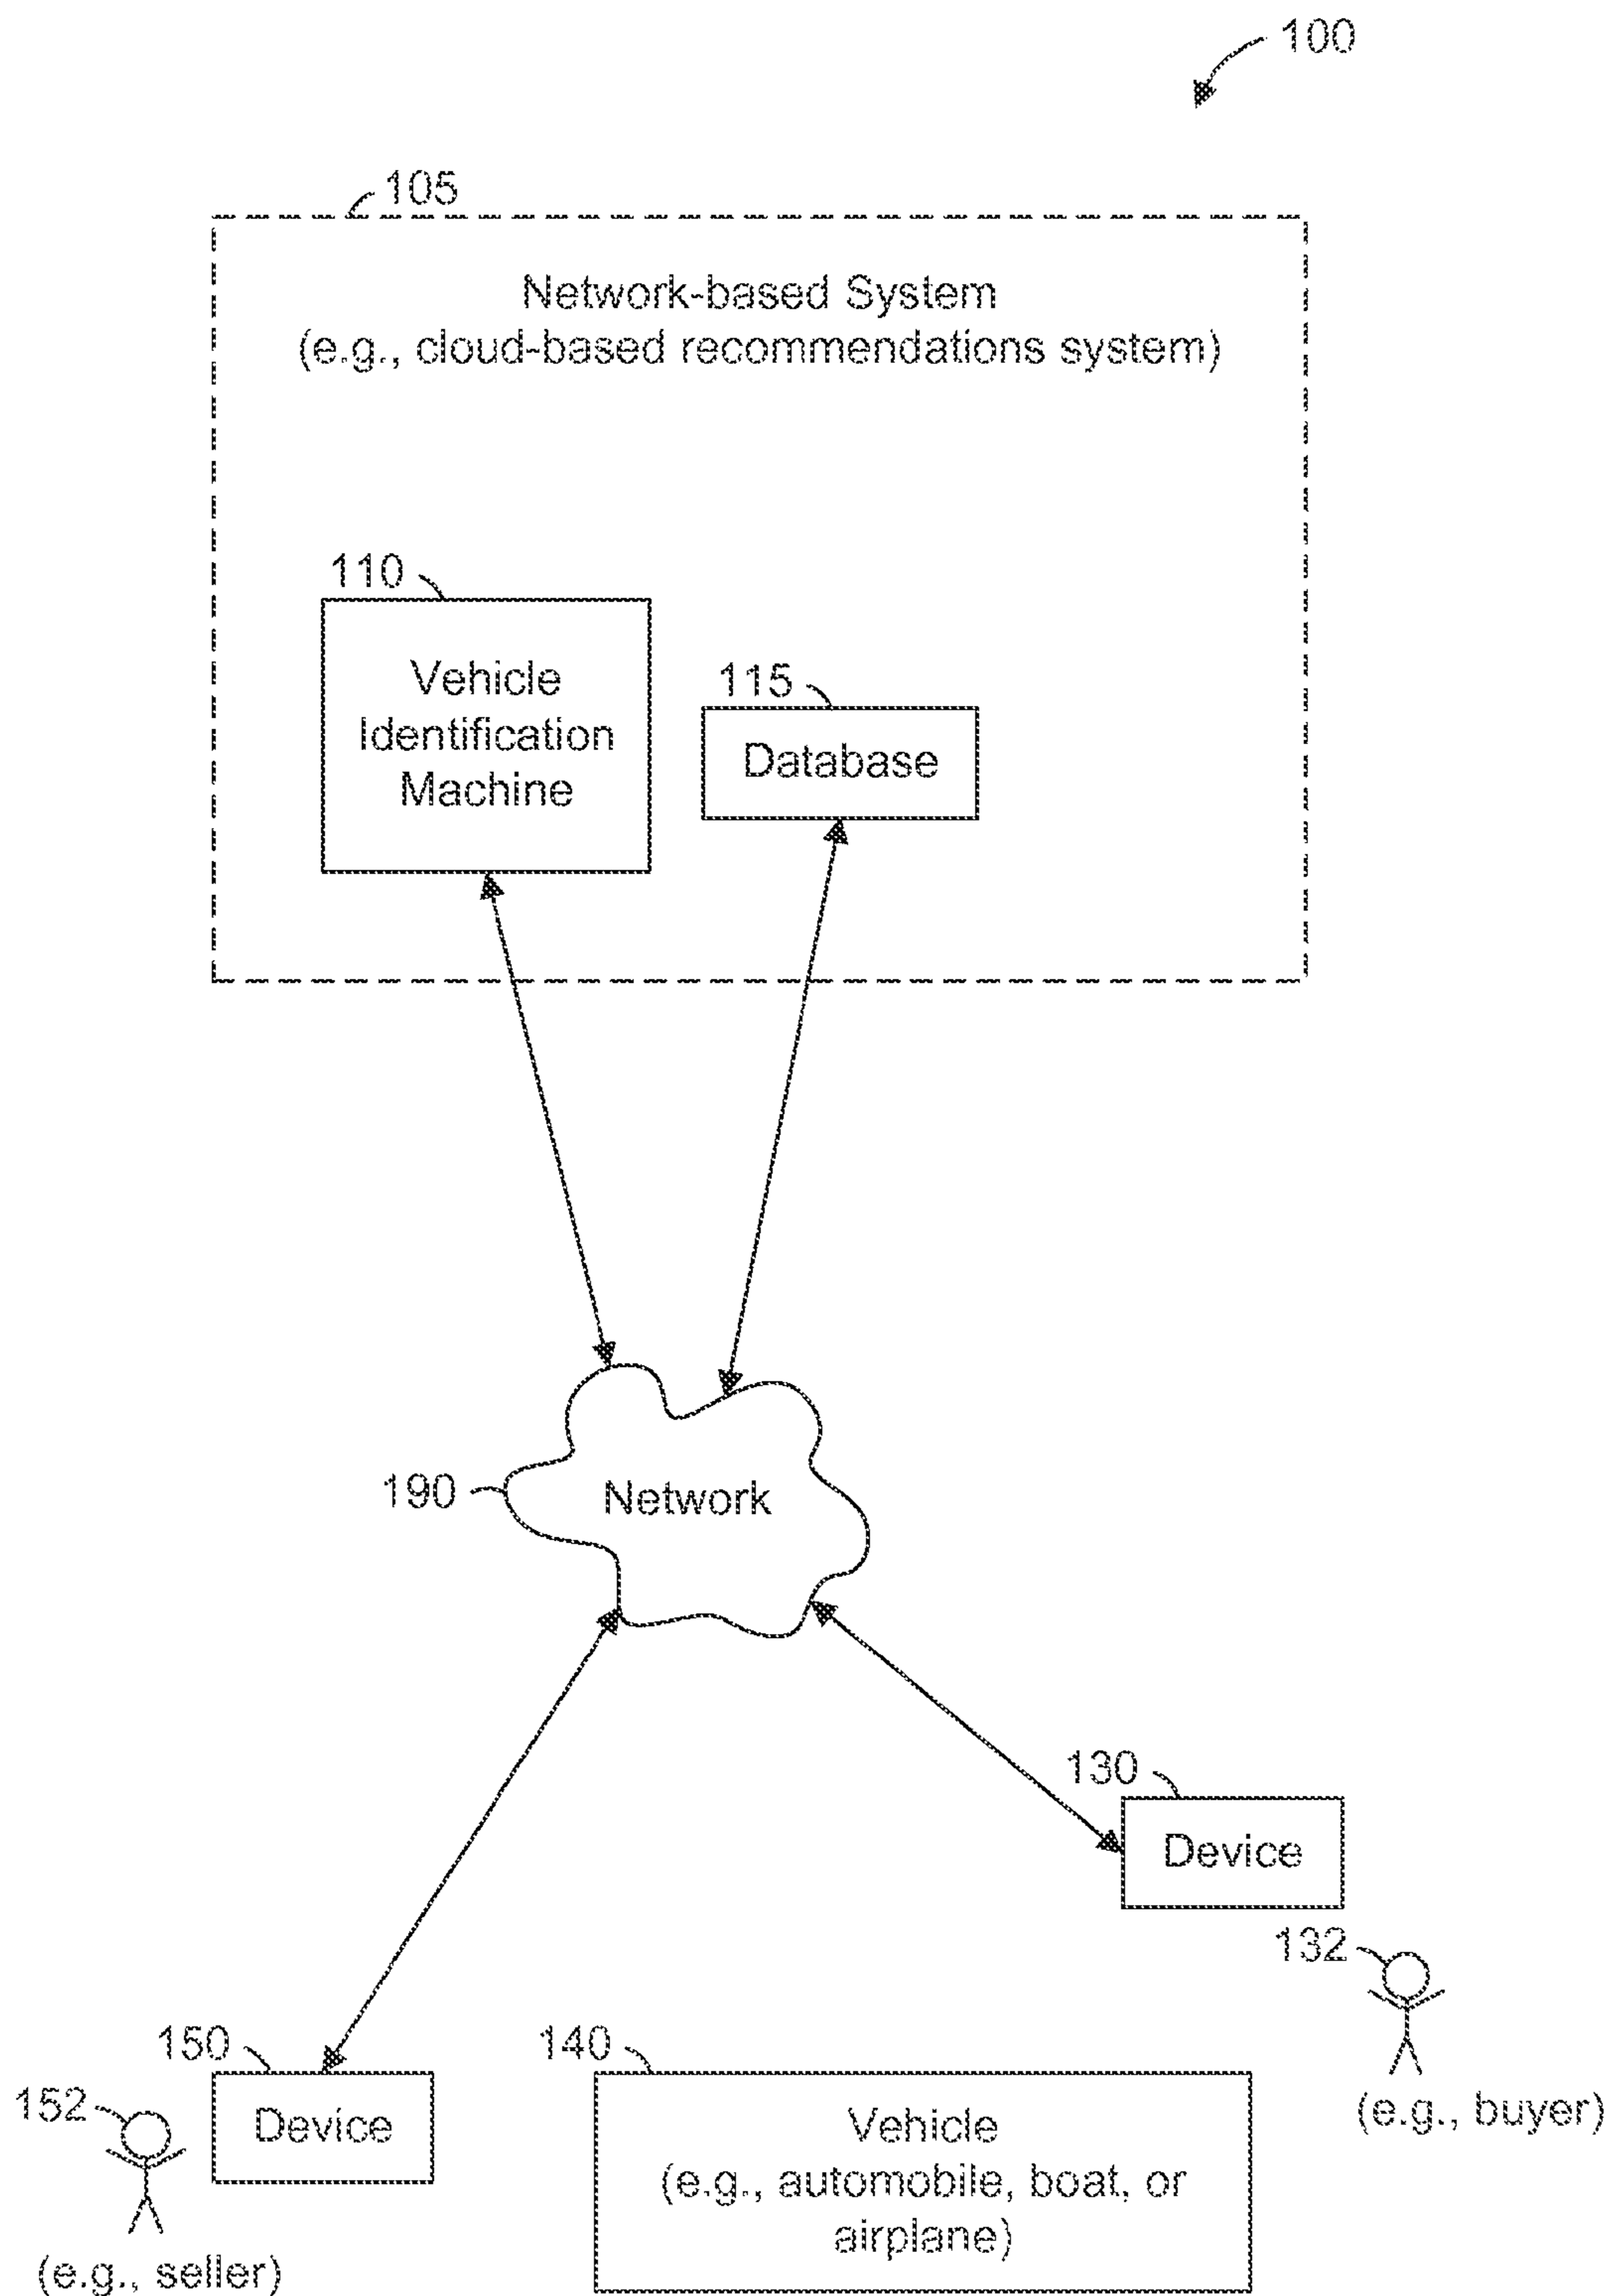 100
105
Network-based System
(e.g., cloud-based recommendations system)
110
Vehicle
Identification
Machine
115
Database
190
Network
130
Device
132
(e.g., buyer)
150
Device
152
(e.g., seller)
140
Vehicle
(e.g., automobile, boat, or
airplane)